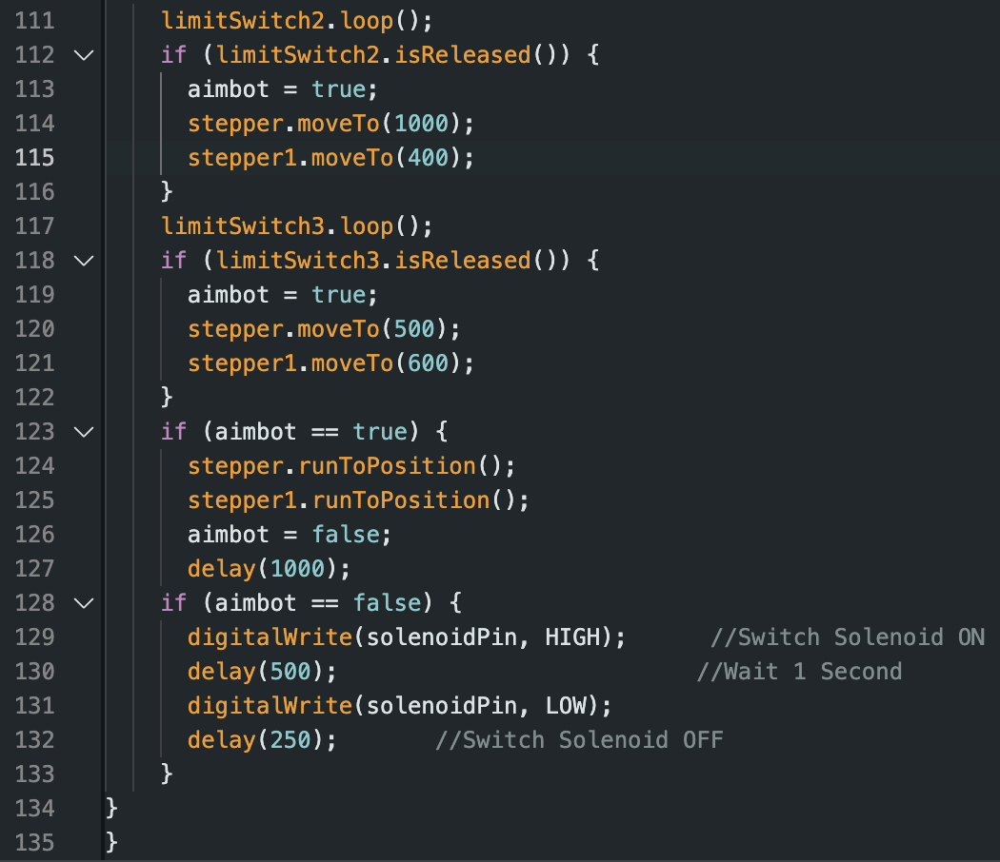 111 limitSwitch2.loop();
112 if (limitSwitch2.isReleased()) {
113 aimbot = true;
114 stepper.moveTo(1000);
115 stepper1.moveTo(400);
116 }
117 limitSwitch3.loop();
118 if (limitSwitch3.isReleased()) {
119 aimbot = true;
120 stepper.moveTo(500);
121 stepper1.moveTo(600);
122 }
123 if (aimbot == true) {
124 stepper.runToPosition();
125 stepper1.runToPosition();
126 aimbot = false;
127 delay(1000);
128 if (aimbot == false) {
129 digitalWrite(solenoidPin, HIGH); //Switch Solenoid ON
130 delay(500); //Wait 1 Second
131 digitalWrite(solenoidPin, LOW);
132 delay(250); //Switch Solenoid OFF
133 }
134 }
135 }